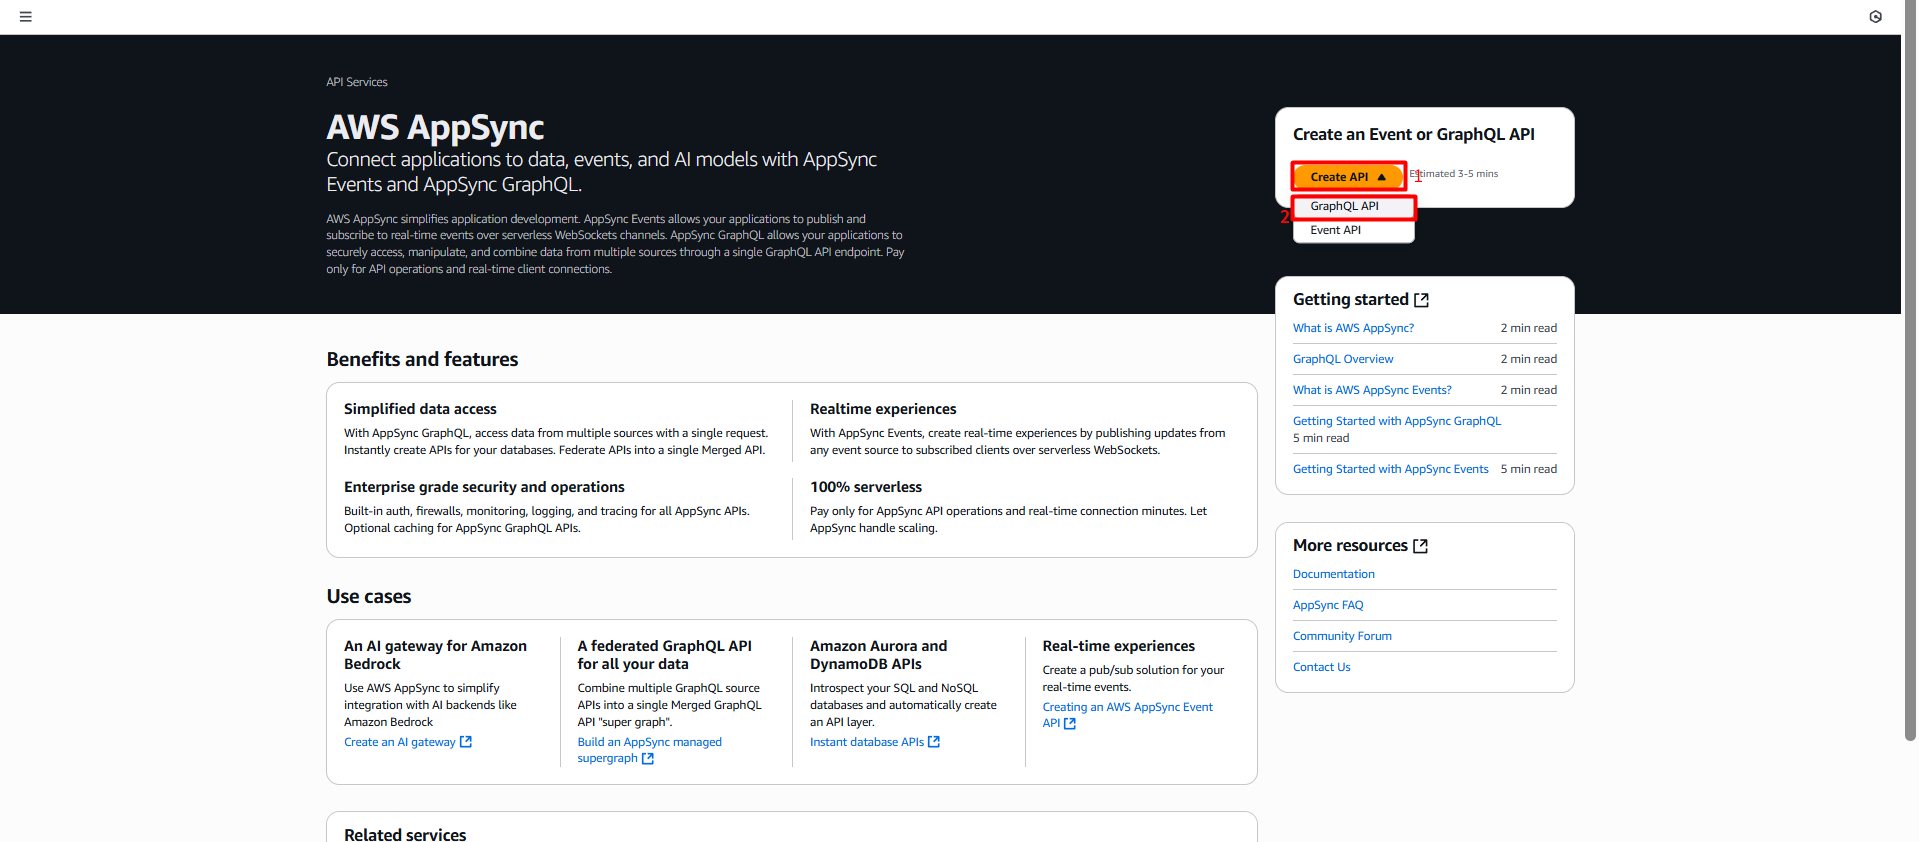 API Services
AWS AppSync
Connect applications to data, events, and AI models with AppSync
Events and AppSync GraphQL.
AWS AppSync simplifies application development. AppSync Events allows your applications to publish and
subscribe to real-time events over serverless WebSockets channels. AppSync GraphQL allows your applications to
securely access, manipulate, and combine data from multiple sources through a single GraphQL API endpoint. Pay
only for API operations and real-time client connections.
Create an Event or GraphQL API
Create API
1
Estimated 3-5 mins
2
GraphQL API
Event API
Getting started
What is AWS AppSync? 2 min read
GraphQL Overview 2 min read
What is AWS AppSync Events? 2 min read
Getting Started with AppSync GraphQL
5 min read
Getting Started with AppSync Events 5 min read
More resources
Documentation
AppSync FAQ
Community Forum
Contact Us
Benefits and features
Simplified data access
With AppSync GraphQL, access data from multiple sources with a single request.
Instantly create APIs for your databases. Federate APIs into a single Merged API.
Realtime experiences
With AppSync Events, create real-time experiences by publishing updates from
any event source to subscribed clients over serverless WebSockets.
Enterprise grade security and operations
Built-in auth, firewalls, monitoring, logging, and tracing for all AppSync APIs.
Optional caching for AppSync GraphQL APIs.
100% serverless
Pay only for AppSync API operations and real-time connection minutes. Let
AppSync handle scaling.
Use cases
An AI gateway for Amazon
Bedrock
Use AWS AppSync to simplify
integration with AI backends like
Amazon Bedrock
Create an AI gateway
A federated GraphQL API
for all your data
Combine multiple GraphQL source
APIs into a single Merged GraphQL
API "super graph".
Build an AppSync managed
supergraph
Amazon Aurora and
DynamoDB APIs
Introspect your SQL and NoSQL
databases and automatically create
an API layer.
Instant database APIs
Real-time experiences
Create a pub/sub solution for your
real-time events.
Creating an AWS AppSync Event
API
Related services